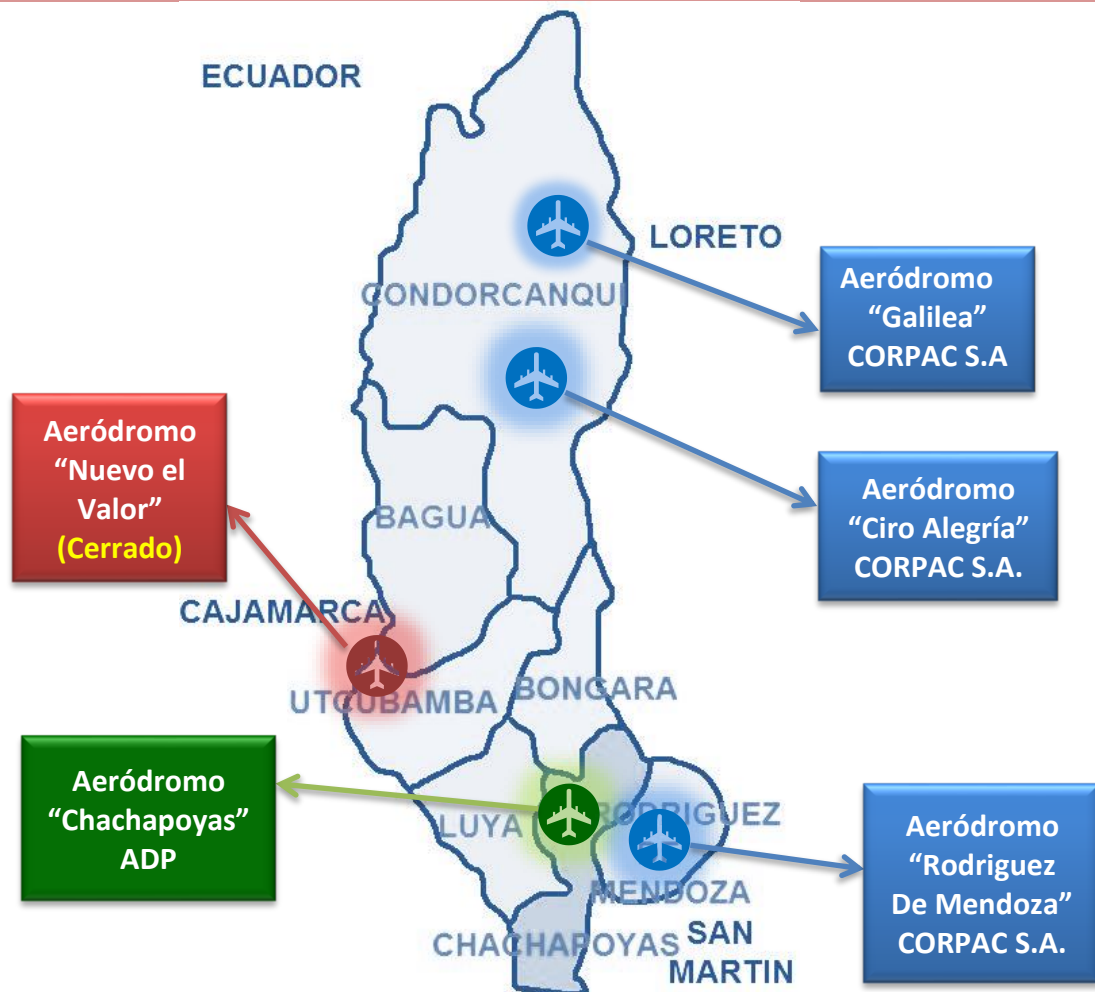 ECUADOR
LORETO
Aeródromo
“Galilea”
CORPAC S.A
CONDORCANQUI
Aeródromo
“Nuevo el
Valor”
(Cerrado)
Aeródromo
“Ciro Alegría”
CORPAC S.A.
BAGUA
CAJAMARCA
UTCUBAMBA
BONGARA
Aeródromo
“Chachapoyas”
ADP
LUYA
RODRIGUEZ
MENDOZA
Aeródromo
“Rodriguez
De Mendoza”
CORPAC S.A.
CHACHAPOYAS
SAN
MARTIN